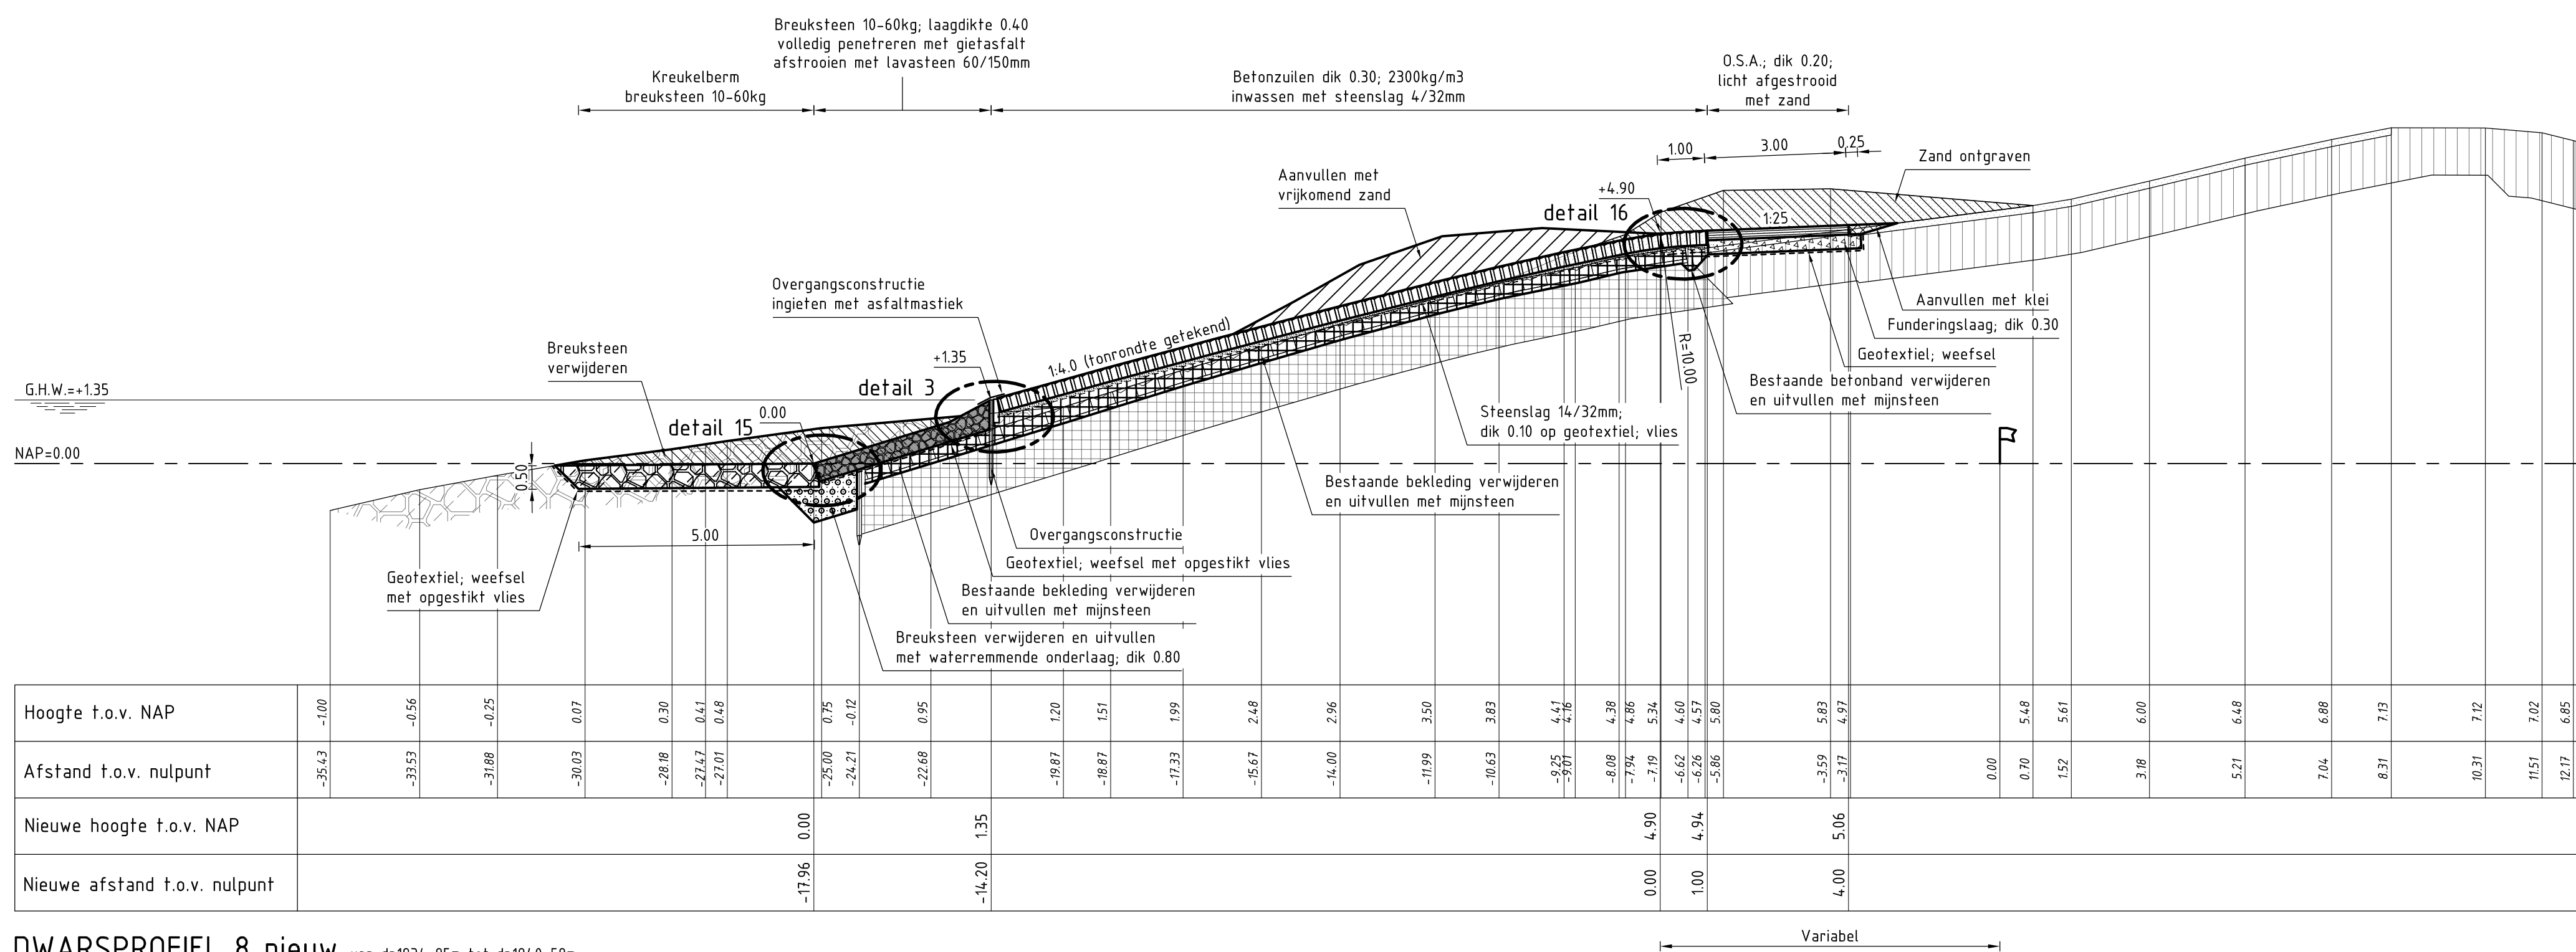 Breuksteen 10-60kg; laagdikte 0.40
volledig penetreren met gietasfalt
afstrooien met lavasteen 60/150mm
Kreukelberm
breuksteen 10-60kg
Betonzuilen dik 0.30; 2300kg/m3
inwassen met steenslag 4/32mm
O.S.A.; dik 0.20;
licht afgestrooid
met zand
1.00
3.00
0.25
Zand ontgraven
Aanvullen met
vrijkomend zand
+4.90
detail 16
1:25
Overgangsconstructie
ingieten met asfaltmastiek
Aanvullen met klei
Funderingslaag; dik 0.30
Geotextiel; weefsel
Bestaande betonband verwijderen
en uitvullen met mijnsteen
R=10.00
1:4.0 (tonrondte getekend)
Breuksteen
verwijderen
+1.35
detail 3
G.H.W.=+1.35
0.00
detail 15
NAP=0.00
0.50
Steenslag 14/32mm;
dik 0.10 op geotextiel; vlies
Bestaande bekleding verwijderen
en uitvullen met mijnsteen
5.00
Overgangsconstructie
Geotextiel; weefsel met opgestikt vlies
Geotextiel; weefsel
met opgestikt vlies
Bestaande bekleding verwijderen
en uitvullen met mijnsteen
Breuksteen verwijderen en uitvullen
met waterremmende onderlaag; dik 0.80
Hoogte t.o.v. NAP -1.00 -0.56 -0.25 0.07 0.30 0.41 0.48 0.75 -0.12 0.95 1.20 1.51 1.99 2.48 2.96 3.50 3.83 4.41 4.16 4.38 4.86 5.34 4.60 4.57 5.80 5.83 4.97 5.48 5.61 6.00 6.48 6.88 7.13 7.12 7.02 6.85
Afstand t.o.v. nulpunt -35.43 -33.53 -31.88 -30.03 -28.18 -27.47 -27.01 -25.00 -24.21 -22.68 -19.87 -18.87 -17.33 -15.67 -14.00 -11.99 -10.63 -9.25 -9.01 -8.08 -7.94 -7.19 -6.62 -6.26 -5.86 -3.59 -3.17 0.00 0.70 1.52 3.18 5.21 7.04 8.31 10.31 11.51 12.17
Nieuwe hoogte t.o.v. NAP 0.00 1.35 4.90 4.94 5.06
Nieuwe afstand t.o.v. nulpunt -17.96 -14.20 0.00 1.00 4.00
Variabel
DWARSPROFIEL 8 nieuw